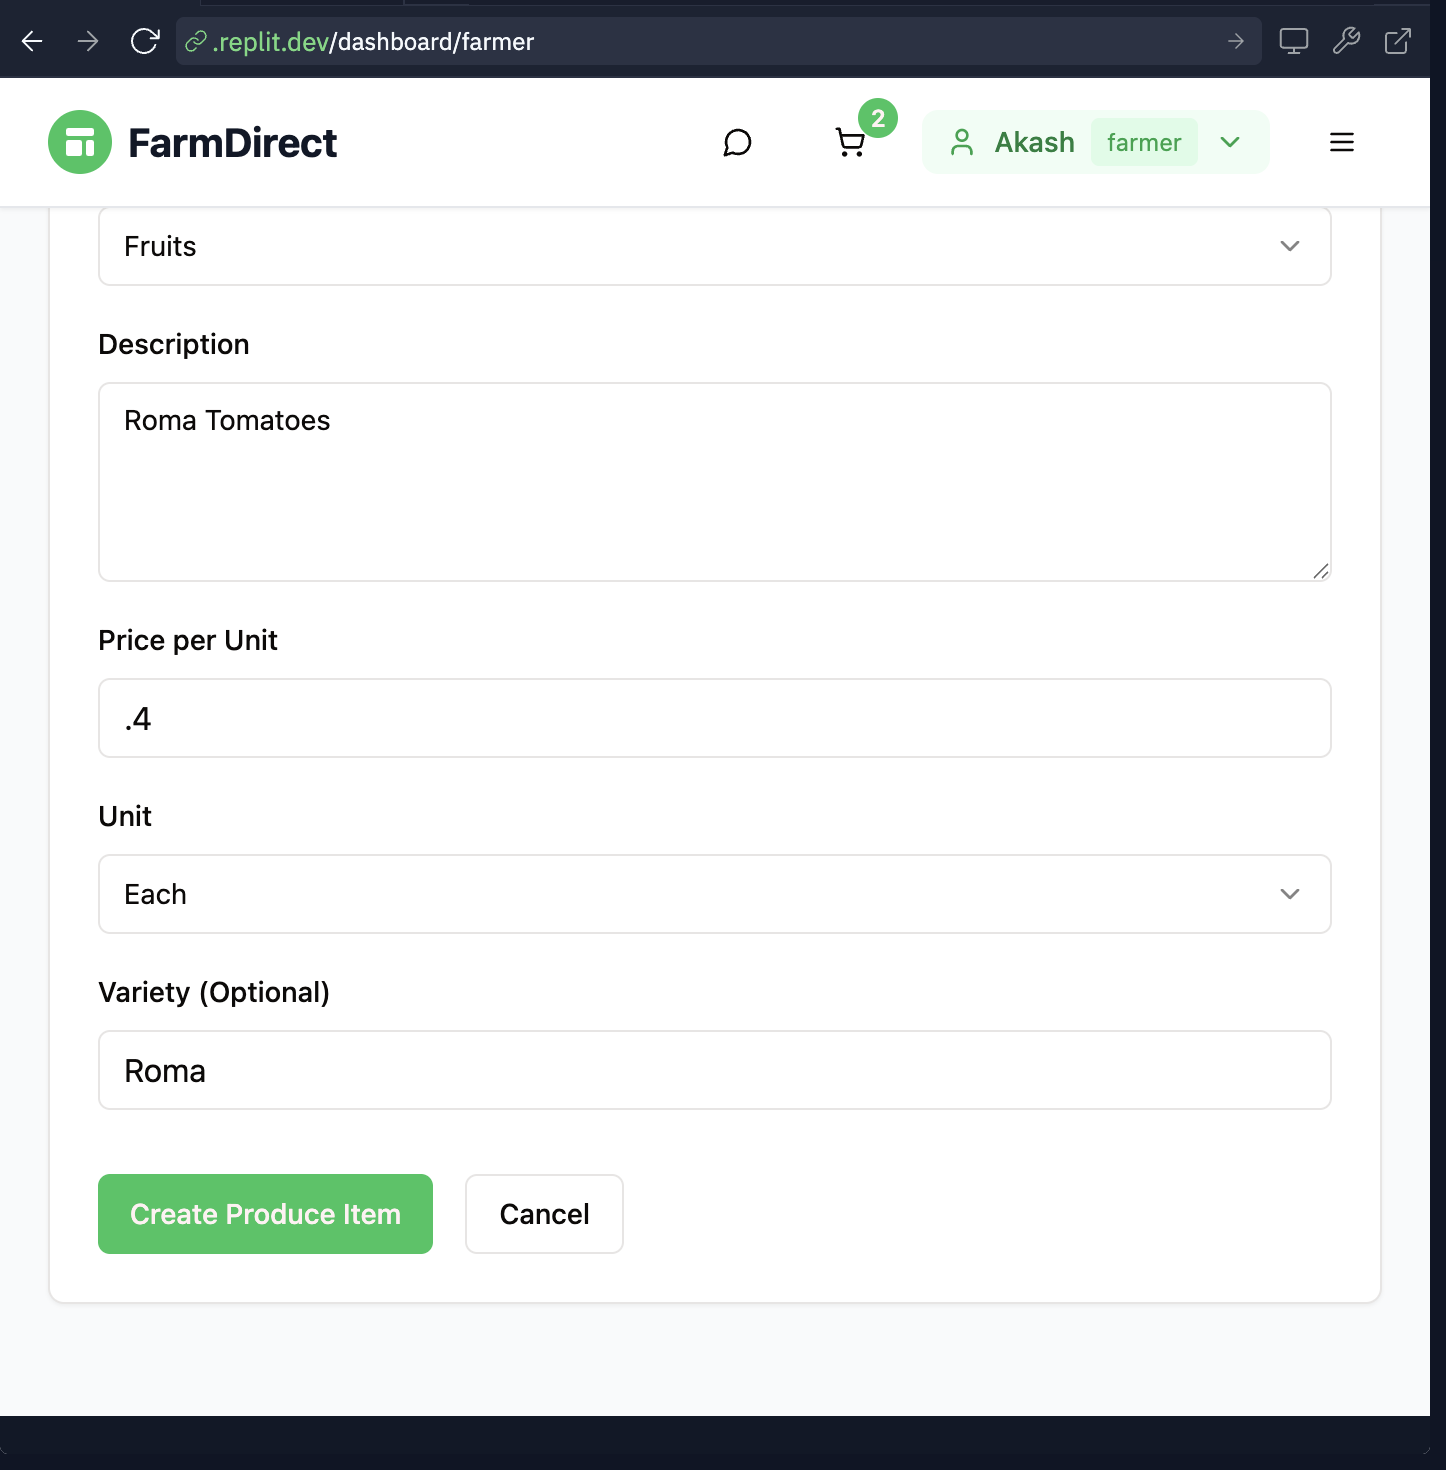 .replit.dev/dashboard/farmer
FarmDirect
2
Akash
farmer
Fruits
Description
Roma Tomatoes
Price per Unit
.4
Unit
Each
Variety (Optional)
Roma
Create Produce Item
Cancel